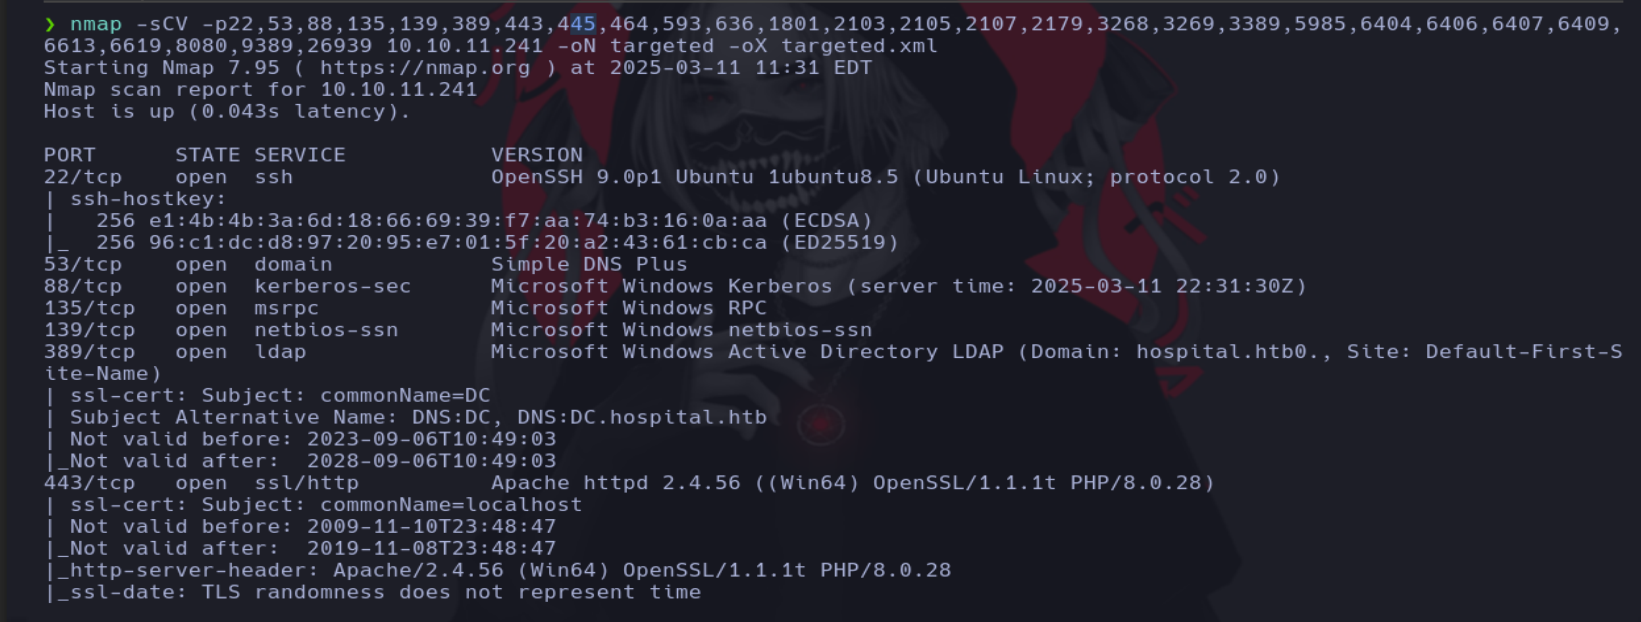 ❯ nmap -sCV -p22,53,88,135,139,389,443,445,464,593,636,1801,2103,2105,2107,2179,3268,3269,3389,5985,6404,6406,6407,6409,
6613,6619,8080,9389,26939 10.10.11.241 -oN targeted -oX targeted.xml
Starting Nmap 7.95 ( https://nmap.org ) at 2025-03-11 11:31 EDT
Nmap scan report for 10.10.11.241
Host is up (0.043s latency).
PORT      STATE SERVICE           VERSION
22/tcp    open  ssh               OpenSSH 9.0p1 Ubuntu 1ubuntu8.5 (Ubuntu Linux; protocol 2.0)
| ssh-hostkey:
|   256 e1:4b:4b:3a:6d:18:66:69:39:f7:aa:74:b3:16:0a:aa (ECDSA)
|_  256 96:c1:dc:d8:97:20:95:e7:01:5f:20:a2:43:61:cb:ca (ED25519)
53/tcp    open  domain            Simple DNS Plus
88/tcp    open  kerberos-sec      Microsoft Windows Kerberos (server time: 2025-03-11 22:31:30Z)
135/tcp   open  msrpc             Microsoft Windows RPC
139/tcp   open  netbios-ssn       Microsoft Windows netbios-ssn
389/tcp   open  ldap              Microsoft Windows Active Directory LDAP (Domain: hospital.htb0., Site: Default-First-S
ite-Name)
| ssl-cert: Subject: commonName=DC
| Subject Alternative Name: DNS:DC, DNS:DC.hospital.htb
| Not valid before: 2023-09-06T10:49:03
|_Not valid after:  2028-09-06T10:49:03
443/tcp   open  ssl/http          Apache httpd 2.4.56 ((Win64) OpenSSL/1.1.1t PHP/8.0.28)
| ssl-cert: Subject: commonName=localhost
| Not valid before: 2009-11-10T23:48:47
|_Not valid after:  2019-11-08T23:48:47
|_http-server-header: Apache/2.4.56 (Win64) OpenSSL/1.1.1t PHP/8.0.28
|_ssl-date: TLS randomness does not represent time